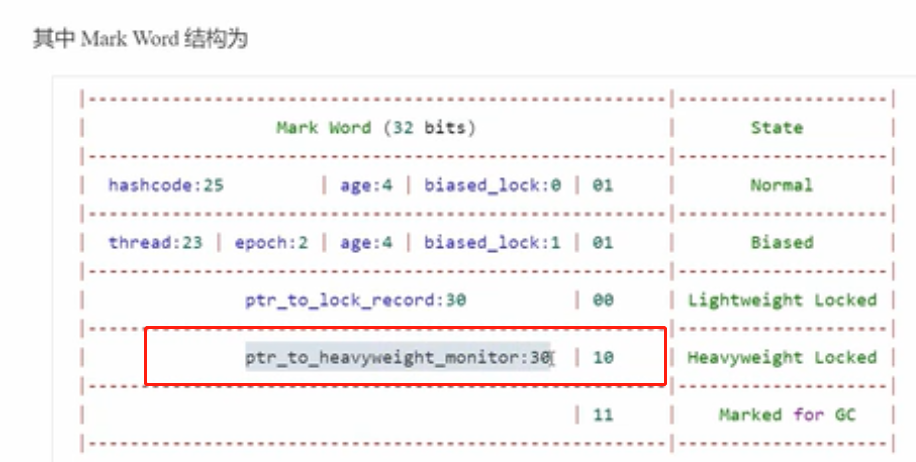 其中 Mark Word 结构为
|-------------------------------------------------------|--------------------|
| Mark Word (32 bits) | State |
|-------------------------------------------------------|--------------------|
| hashcode:25 | age:4 | biased_lock:0 | 01 | Normal |
|-------------------------------------------------------|--------------------|
| thread:23 | epoch:2 | age:4 | biased_lock:1 | 01 | Biased |
|-------------------------------------------------------|--------------------|
| ptr_to_lock_record:30 | 00 | Lightweight Locked |
|-------------------------------------------------------|--------------------|
| ptr_to_heavyweight_monitor:30 | 10 | Heavyweight Locked |
|-------------------------------------------------------|--------------------|
| | 11 | Marked for GC |
|-------------------------------------------------------|--------------------|